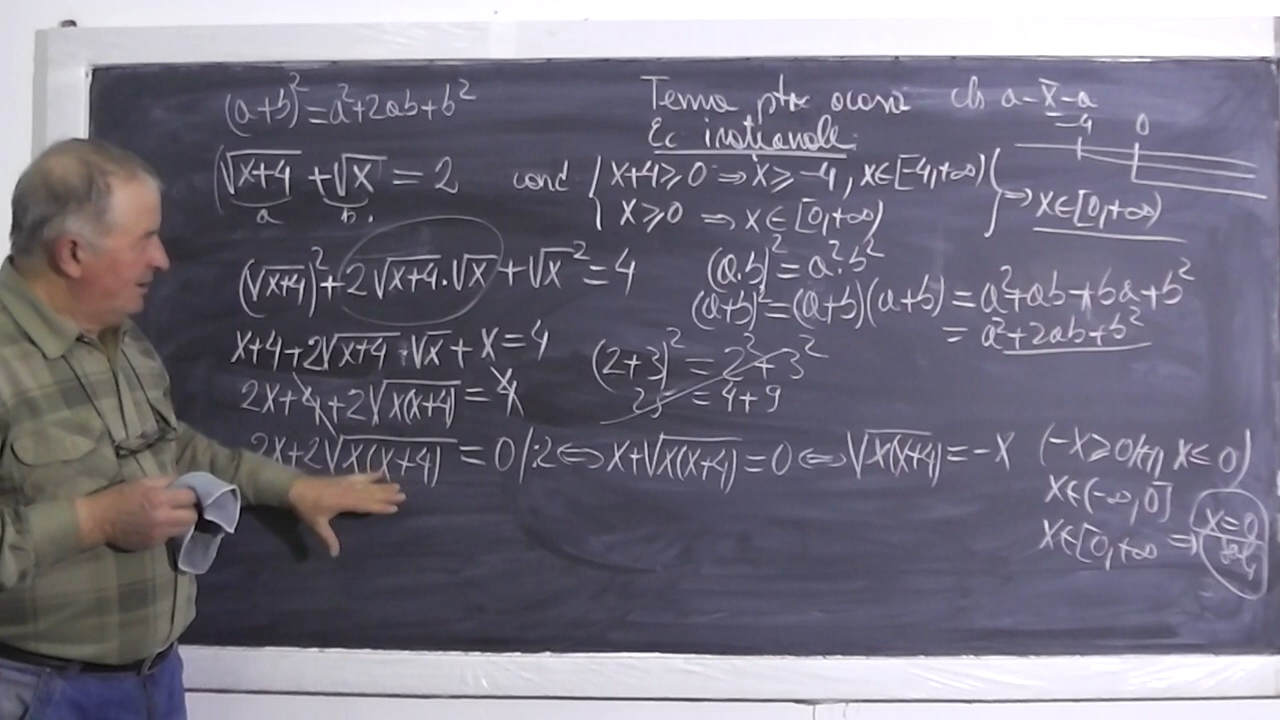 (a+b)² = a²+2ab+b²
Tema ptr acasă cls a-X-a
Ec iraționale.
-4 0
(√x+4 + √x = 2
a b.
cond { x+4≥0 ⇒ x≥-4, x∈[-4,+∞)
x≥0 ⇒ x∈[0,+∞) } ⇒ x∈[0,+∞)
(√x+4)² + 2√x+4·√x + √x² = 4
(a·b)² = a²·b²
(a+b)² = (a+b)(a+b) = a²+ab+ba+b²
= a²+2ab+b²
x+4+2√x+4·√x + x = 4
(2+3)² = 2²+3²
2x+4+2√x(x+4) = 4
25 = 4+9
2x+2√x(x+4) = 0/:2 ⇔ x+√x(x+4) = 0 ⇔ √x(x+4) = -x (-x≥0/(-1) x≤0)
x∈(-∞,0]
x∈[0,+∞ ⇒ x=0